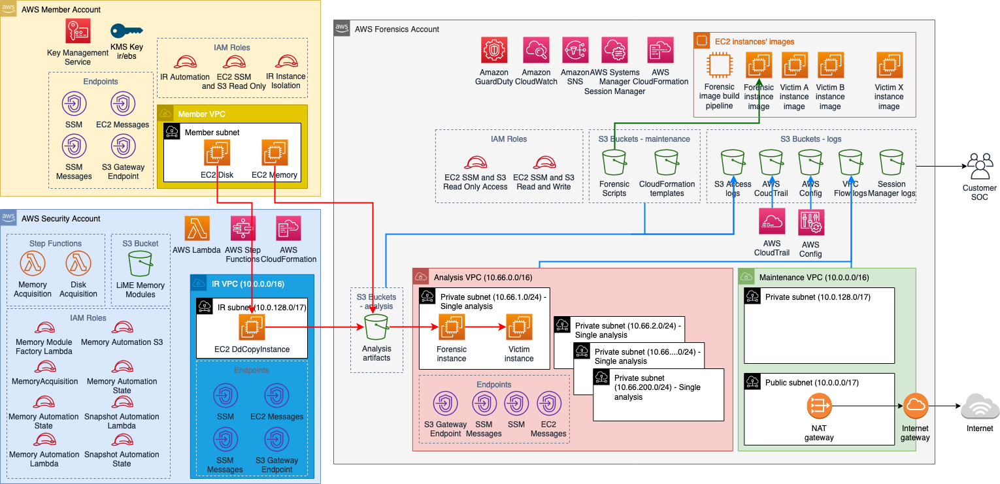 aws
AWS Member Account
Key Management
Service
KMS Key
ir/ebs
IAM Roles
IR Automation
EC2 SSM
and S3 Read Only
IR Instance
Isolation
Endpoints
SSM
EC2 Messages
SSM
Messages
S3 Gateway
Endpoint
Member VPC
Member subnet
EC2 Disk
EC2 Memory
aws
AWS Security Account
Step Functions
Memory
Acquisition
Disk
Acquisition
S3 Bucket
LiME Memory
Modules
AWS Lambda
AWS Step
Functions
AWS
CloudFormation
IAM Roles
Memory Module
Factory Lambda
Memory Automation S3
MemoryAcquisition
Memory Automation
State
Memory Automation
State
Snapshot Automation
Lambda
Memory Automation
Lambda
Snapshot Automation
State
IR VPC (10.0.0.0/16)
IR subnet (10.0.128.0/17)
EC2 DdCopyInstance
Endpoints
SSM
EC2 Messages
SSM
Messages
S3 Gateway
Endpoint
aws
AWS Forensics Account
Amazon
GuardDuty
Amazon
CloudWatch
Amazon
SNS
AWS Systems
Manager
Session Manager
AWS
CloudFormation
EC2 instances' images
Forensic
image build
pipeline
Forensic
instance
image
Victim A
instance
image
Victim B
instance
image
Victim X
instance
image
IAM Roles
EC2 SSM and S3
Read Only Access
EC2 SSM and S3
Read and Write
S3 Buckets - maintenance
Forensic
Scripts
CloudFormation
templates
S3 Buckets - logs
S3 Access
logs
AWS
CoudTrail
AWS
Config
VPC
Flow logs
Session
Manager logs
Customer
SOC
AWS
CloudTrail
AWS
Config
S3 Buckets
- analysis
Analysis
artifacts
Analysis VPC (10.66.0.0/16)
Private subnet (10.66.1.0/24) -
Single analysis
Forensic
instance
Victim
instance
Private subnet (10.66.2.0/24) -
Single analysis
Private subnet (10.66....0/24) -
Single analysis
Private subnet
(10.66.200.0/24) - Single
analysis
Endpoints
S3 Gateway
Endpoint
SSM
Messages
SSM
EC2
Messages
Maintenance VPC (10.0.0.0/16)
Private subnet (10.0.128.0/17)
Public subnet (10.0.0.0/17)
NAT
gateway
Internet
gateway
Internet